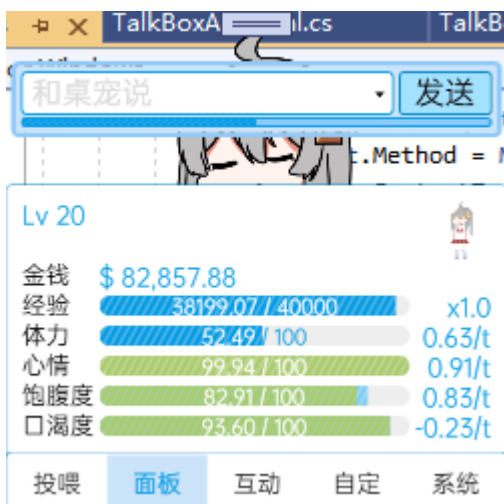 TalkBoxA
l.cs
TalkB
和桌宠说
发送
t.Method =
Lv 20
金钱 $ 82,857.88
经验 38199.07 / 40000 x1.0
体力 52.49 / 100 0.63/t
心情 99.94 / 100 0.91/t
饱腹度 82.91 / 100 0.83/t
口渴度 93.60 / 100 -0.23/t
投喂 面板 互动 自定 系统